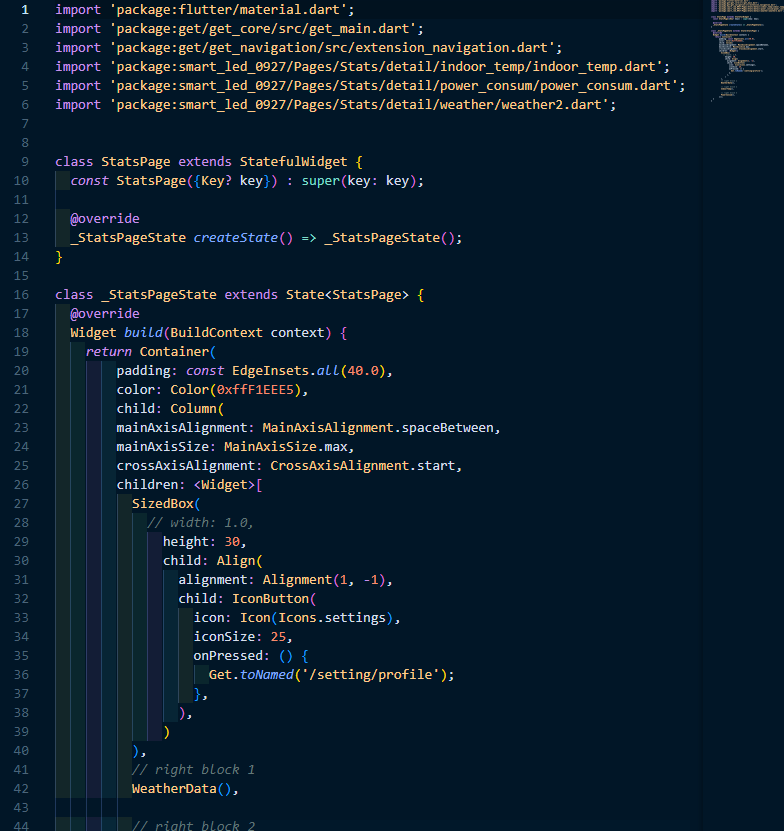 1 import 'package:flutter/material.dart';
2 import 'package:get/get_core/src/get_main.dart';
3 import 'package:get/get_navigation/src/extension_navigation.dart';
4 import 'package:smart_led_0927/Pages/Stats/detail/indoor_temp/indoor_temp.dart';
5 import 'package:smart_led_0927/Pages/Stats/detail/power_consum/power_consum.dart';
6 import 'package:smart_led_0927/Pages/Stats/detail/weather/weather2.dart';
7
8
9 class StatsPage extends StatefulWidget {
10 const StatsPage({Key? key}) : super(key: key);
11
12 @override
13 _StatsPageState createState() => _StatsPageState();
14 }
15
16 class _StatsPageState extends State<StatsPage> {
17 @override
18 Widget build(BuildContext context) {
19 return Container(
20 padding: const EdgeInsets.all(40.0),
21 color: Color(0xffF1EEE5),
22 child: Column(
23 mainAxisAlignment: MainAxisAlignment.spaceBetween,
24 mainAxisSize: MainAxisSize.max,
25 crossAxisAlignment: CrossAxisAlignment.start,
26 children: <Widget>[
27 SizedBox(
28 // width: 1.0,
29 height: 30,
30 child: Align(
31 alignment: Alignment(1, -1),
32 child: IconButton(
33 icon: Icon(Icons.settings),
34 iconSize: 25,
35 onPressed: () {
36 Get.toNamed('/setting/profile');
37 },
38 ),
39 )
40 ),
41 // right block 1
42 WeatherData(),
43
44 // right block 2